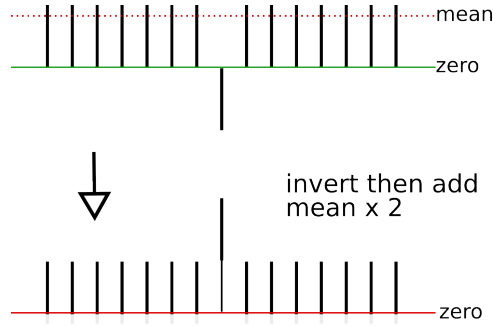 mean
zero
invert then add
mean x 2
zero